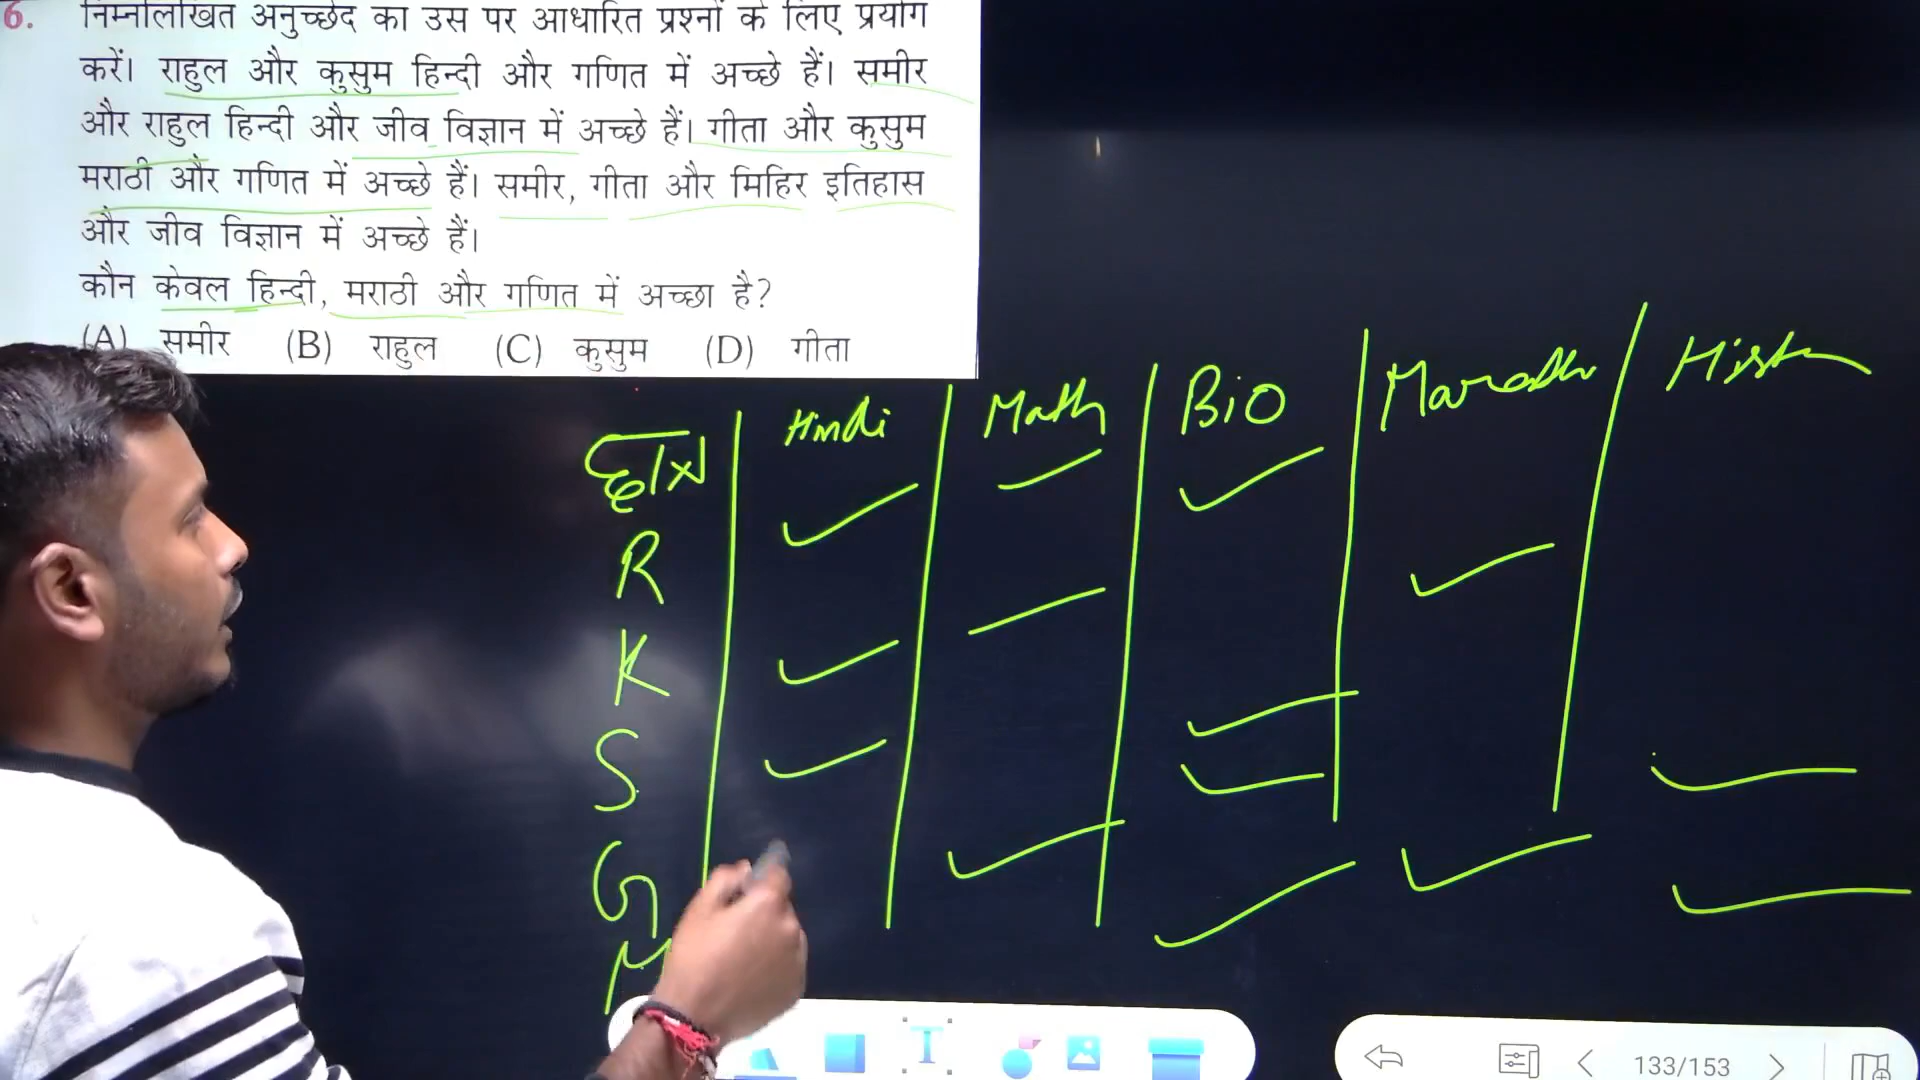 6. निम्नलिखित अनुच्छेद का उस पर आधारित प्रश्नों के लिए प्रयोग
करें। राहुल और कुसुम हिन्दी और गणित में अच्छे हैं। समीर
और राहुल हिन्दी और जीव विज्ञान में अच्छे हैं। गीता और कुसुम
मराठी और गणित में अच्छे हैं। समीर, गीता और मिहिर इतिहास
और जीव विज्ञान में अच्छे हैं।
कौन केवल हिन्दी, मराठी और गणित में अच्छा है?
(A) समीर (B) राहुल (C) कुसुम (D) गीता
छात्र Hindi Math BiO
R
K
S
G
M
T
133/153